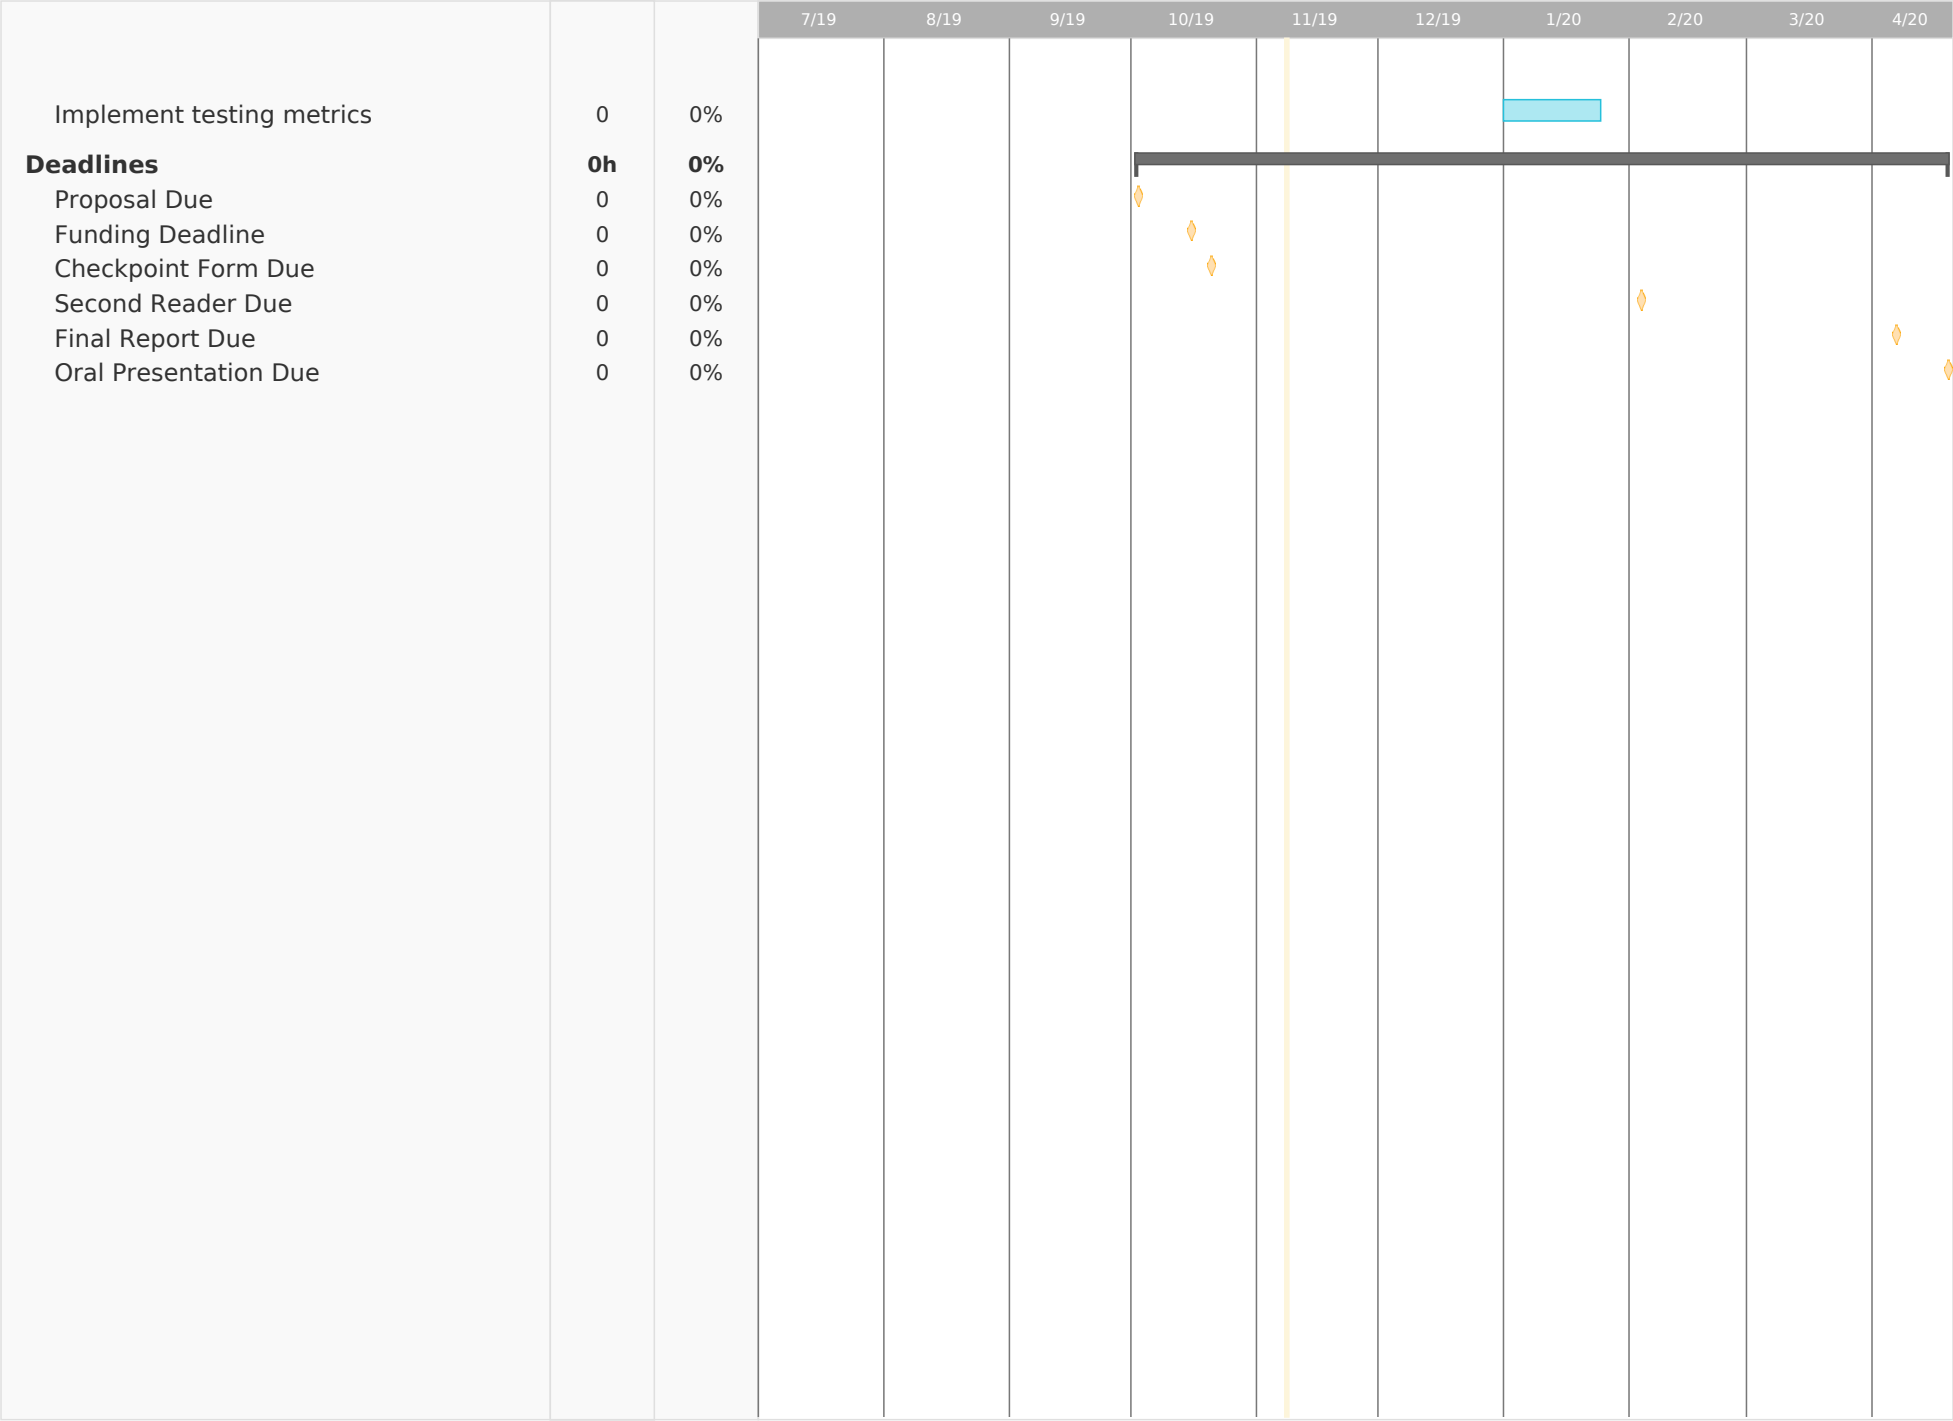 7/19 8/19 9/19 10/19 11/19 12/19 1/20 2/20 3/20 4/20
Implement testing metrics 0 0%
Deadlines 0h 0%
Proposal Due 0 0%
Funding Deadline 0 0%
Checkpoint Form Due 0 0%
Second Reader Due 0 0%
Final Report Due 0 0%
Oral Presentation Due 0 0%